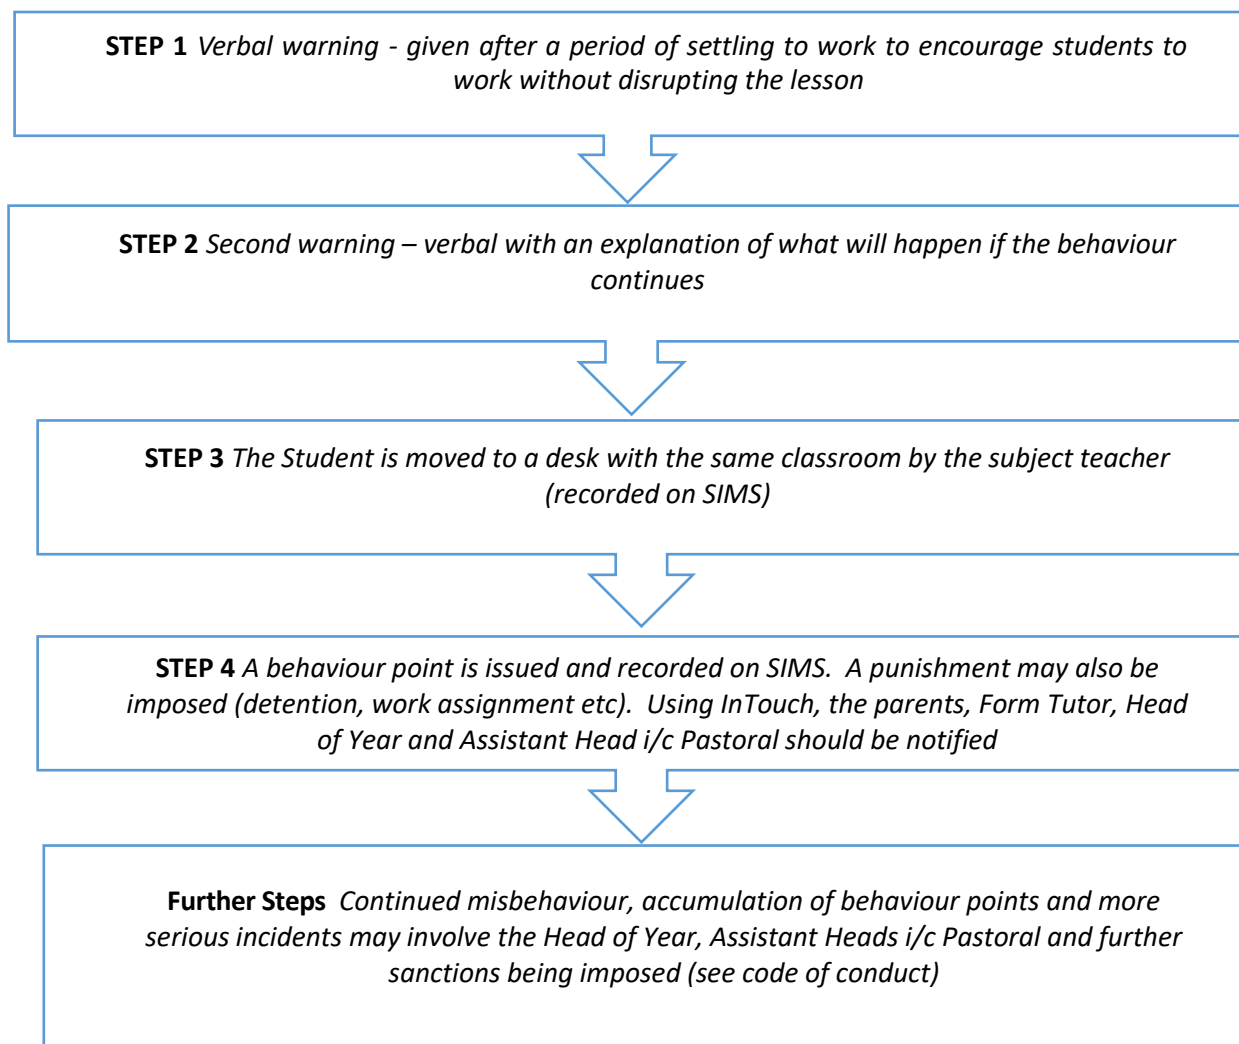 STEP 1 Verbal warning - given after a period of settling to work to encourage students to
work without disrupting the lesson
STEP 2 Second warning – verbal with an explanation of what will happen if the behaviour
continues
STEP 3 The Student is moved to a desk with the same classroom by the subject teacher
(recorded on SIMS)
STEP 4 A behaviour point is issued and recorded on SIMS.  A punishment may also be
imposed (detention, work assignment etc).  Using InTouch, the parents, Form Tutor, Head
of Year and Assistant Head i/c Pastoral should be notified
Further Steps  Continued misbehaviour, accumulation of behaviour points and more
serious incidents may involve the Head of Year, Assistant Heads i/c Pastoral and further
sanctions being imposed (see code of conduct)